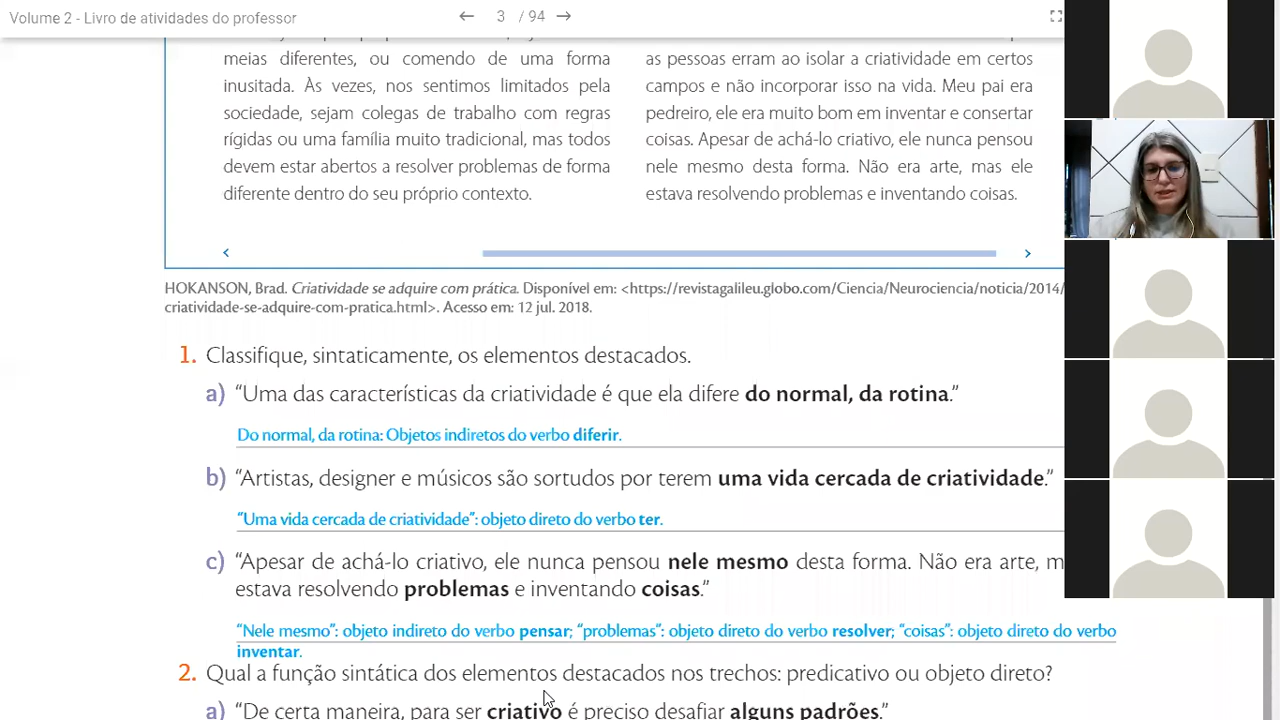 Volume 2 - Livro de atividades do professor
3 / 94
meias diferentes, ou comendo de uma forma
inusitada. Às vezes, nos sentimos limitados pela
sociedade, sejam colegas de trabalho com regras
rígidas ou uma família muito tradicional, mas todos
devem estar abertos a resolver problemas de forma
diferente dentro do seu próprio contexto.
as pessoas erram ao isolar a criatividade em certos
campos e não incorporar isso na vida. Meu pai era
pedreiro, ele era muito bom em inventar e consertar
coisas. Apesar de achá-lo criativo, ele nunca pensou
nele mesmo desta forma. Não era arte, mas ele
estava resolvendo problemas e inventando coisas.
HOKANSON, Brad. Criatividade se adquire com prática. Disponível em: <https://revistagalileu.globo.com/Ciencia/Neurociencia/noticia/2014/
criatividade-se-adquire-com-pratica.html>. Acesso em: 12 jul. 2018.
1. Classifique, sintaticamente, os elementos destacados.
a) “Uma das características da criatividade é que ela difere do normal, da rotina.”
Do normal, da rotina: Objetos indiretos do verbo diferir.
b) “Artistas, designer e músicos são sortudos por terem uma vida cercada de criatividade.”
“Uma vida cercada de criatividade”: objeto direto do verbo ter.
c) “Apesar de achá-lo criativo, ele nunca pensou nele mesmo desta forma. Não era arte, m
estava resolvendo problemas e inventando coisas.”
“Nele mesmo”: objeto indireto do verbo pensar; “problemas”: objeto direto do verbo resolver; “coisas”: objeto direto do verbo
inventar.
2. Qual a função sintática dos elementos destacados nos trechos: predicativo ou objeto direto?
a) “De certa maneira, para ser criativo é preciso desafiar alguns padrões.”